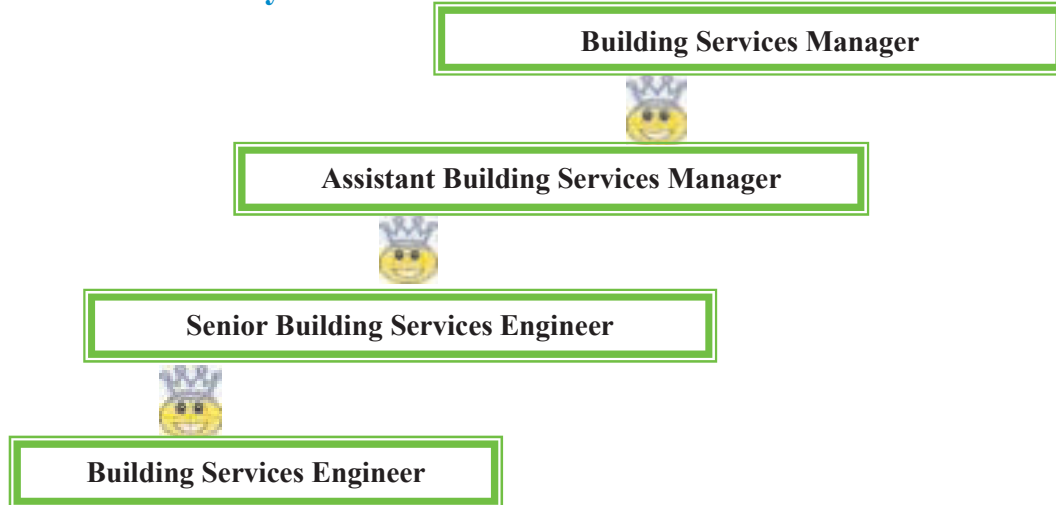 Building Services Manager
Assistant Building Services Manager
Senior Building Services Engineer
Building Services Engineer